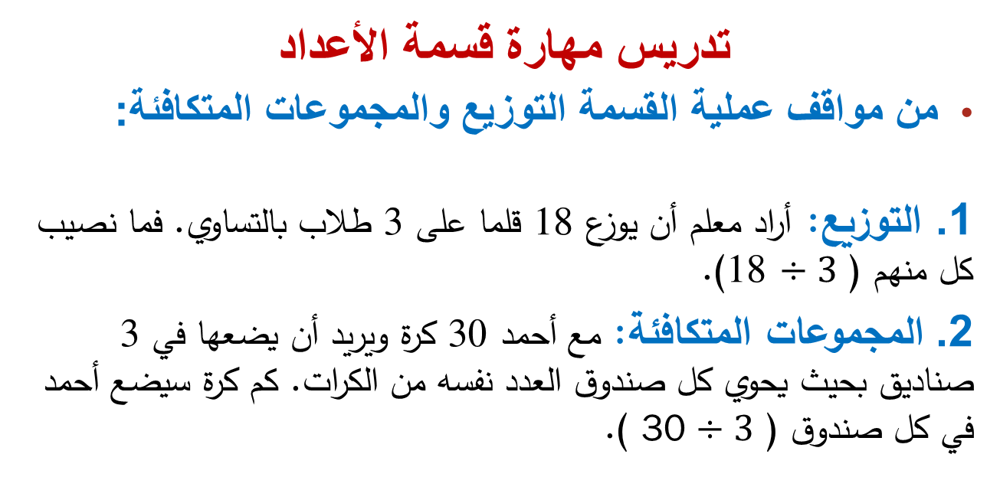 تدريس مهارة قسمة الأعداد
• من مواقف عملية القسمة التوزيع والمجموعات المتكافئة:
1. التوزيع: أراد معلم أن يوزع 18 قلما على 3 طلاب بالتساوي. فما نصيب
كل منهم ( 3 ÷ 18).
2. المجموعات المتكافئة: مع أحمد 30 كرة ويريد أن يضعها في 3
صناديق بحيث يحوي كل صندوق العدد نفسه من الكرات. كم كرة سيضع أحمد
في كل صندوق ( 3 ÷ 30 ).